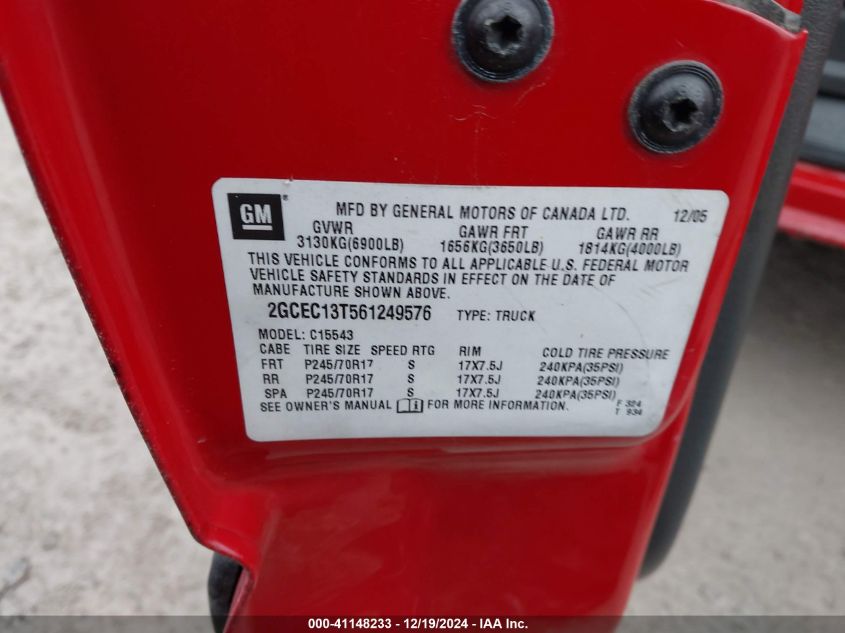 GM ® MFD BY GENERAL MOTORS OF CANADA LTD. 12/05
GVWR GAWR FRT GAWR RR
3130KG(6900LB) 1656KG(3650LB) 1814KG(4000LB)
THIS VEHICLE CONFORMS TO ALL APPLICABLE U.S. FEDERAL MOTOR
VEHICLE SAFETY STANDARDS IN EFFECT ON THE DATE OF
MANUFACTURE SHOWN ABOVE.
2GCEC13T561249576 TYPE: TRUCK
MODEL: C15543
CABE TIRE SIZE SPEED RTG RIM COLD TIRE PRESSURE
FRT P245/70R17 S 17X7.5J 240KPA(35PSI)
RR P245/70R17 S 17X7.5J 240KPA(35PSI)
SPA P245/70R17 S 17X7.5J 240KPA(35PSI)
SEE OWNER'S MANUAL i FOR MORE INFORMATION. F 324
T 934
000-41148233 - 12/19/2024 - IAA Inc.